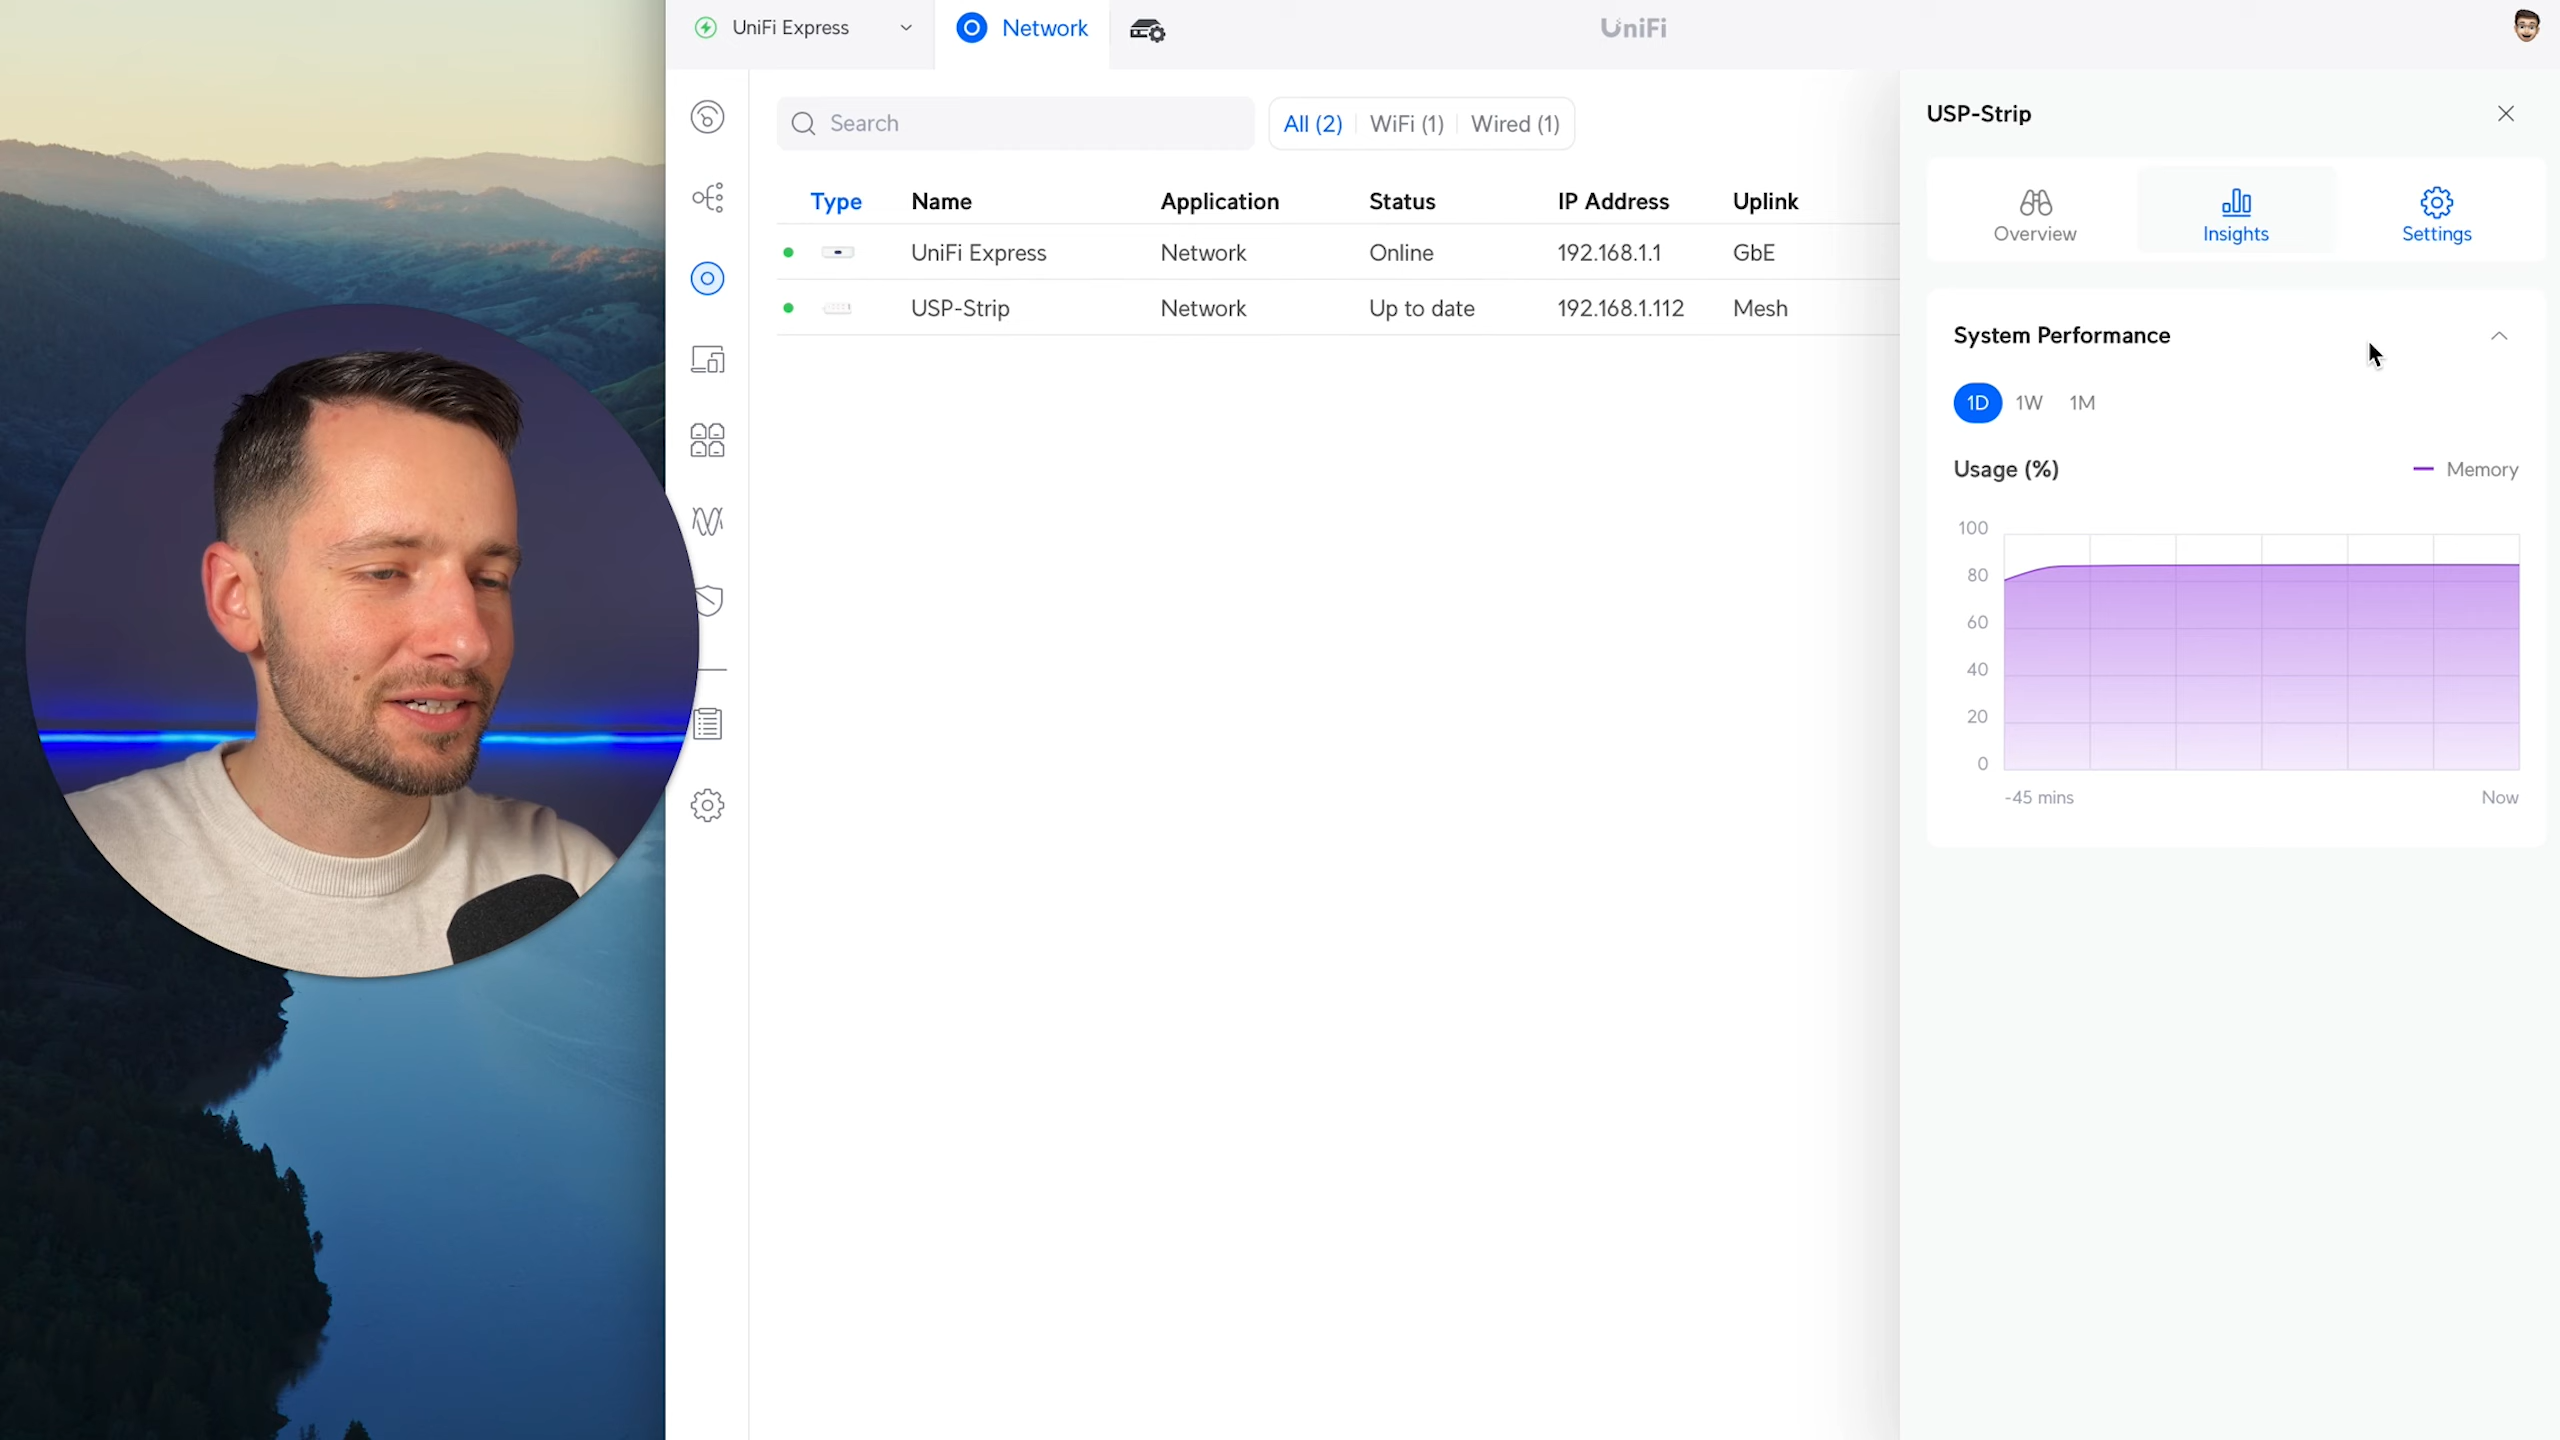 UniFi Express
Network
UniFi
Search
All (2) WiFi (1) Wired (1)
Type Name Application Status IP Address Uplink
UniFi Express Network Online 192.168.1.1 GbE
USP-Strip Network Up to date 192.168.1.112 Mesh
USP-Strip
Overview Insights Settings
System Performance
1D 1W 1M
Usage (%) Memory
100
80
60
40
20
0
-45 mins Now